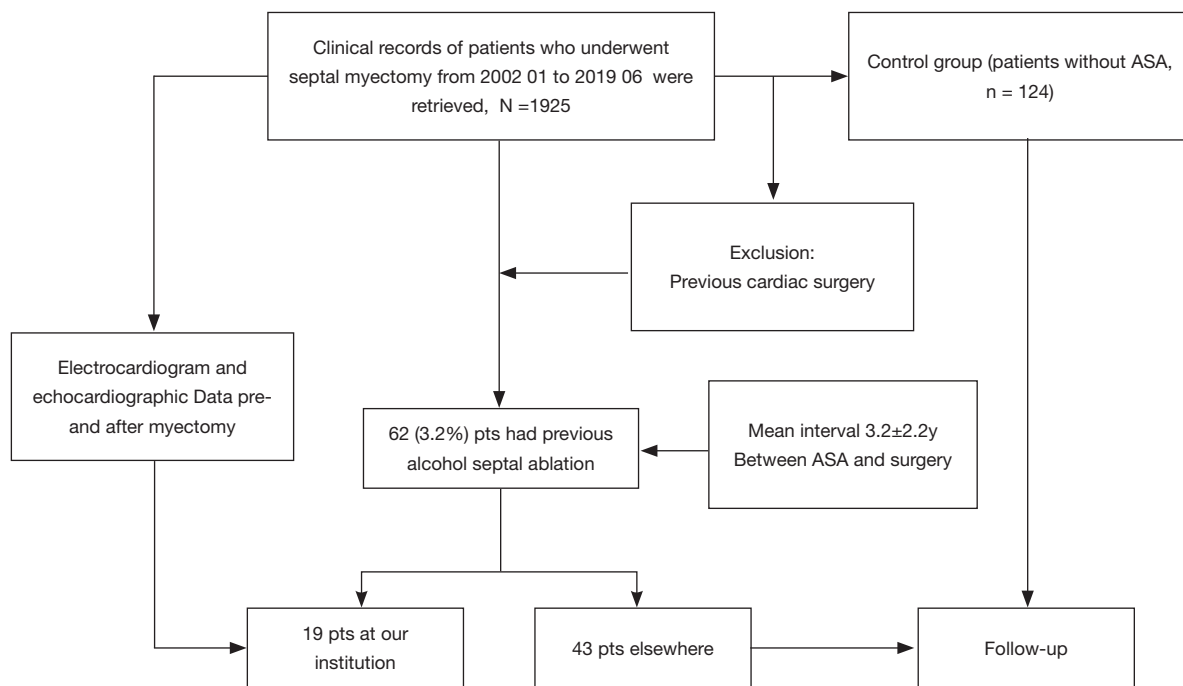 Clinical records of patients who underwent
septal myectomy from 2002 01 to 2019 06 were
retrieved, N =1925
Control group (patients without ASA,
n = 124)
Exclusion:
Previous cardiac surgery
Electrocardiogram and
echocardiographic Data pre-
and after myectomy
62 (3.2%) pts had previous
alcohol septal ablation
Mean interval 3.2±2.2y
Between ASA and surgery
19 pts at our
institution
43 pts elsewhere
Follow-up